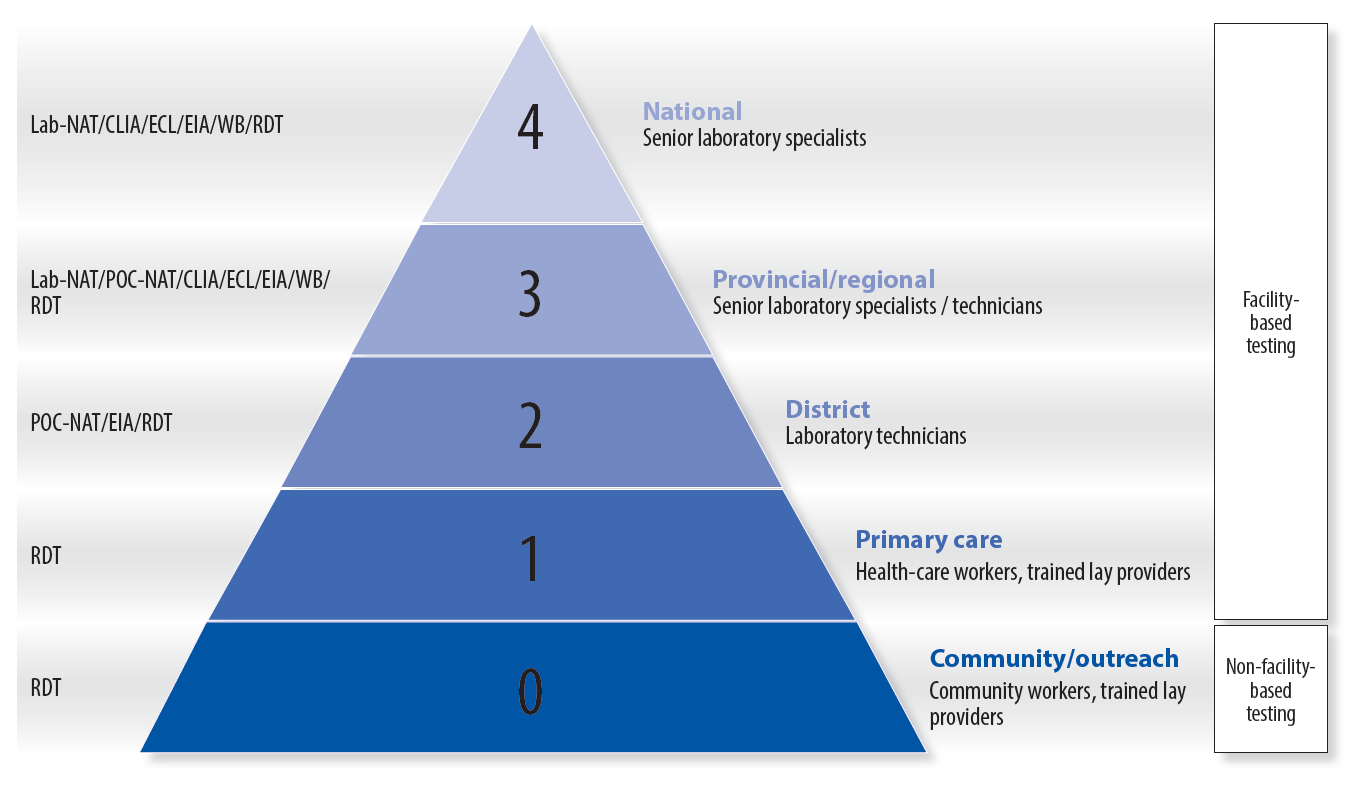 Lab-NAT/CLIA/ECL/EIA/WB/RDT
4
National
Senior laboratory specialists
Lab-NAT/POC-NAT/CLIA/ECL/EIA/WB/
RDT
3
Provincial/regional
Senior laboratory specialists / technicians
POC-NAT/EIA/RDT
2
District
Laboratory technicians
RDT
1
Primary care
Health-care workers, trained lay providers
Facility-
based
testing
RDT
0
Community/outreach
Community workers, trained lay
providers
Non-facility-
based
testing